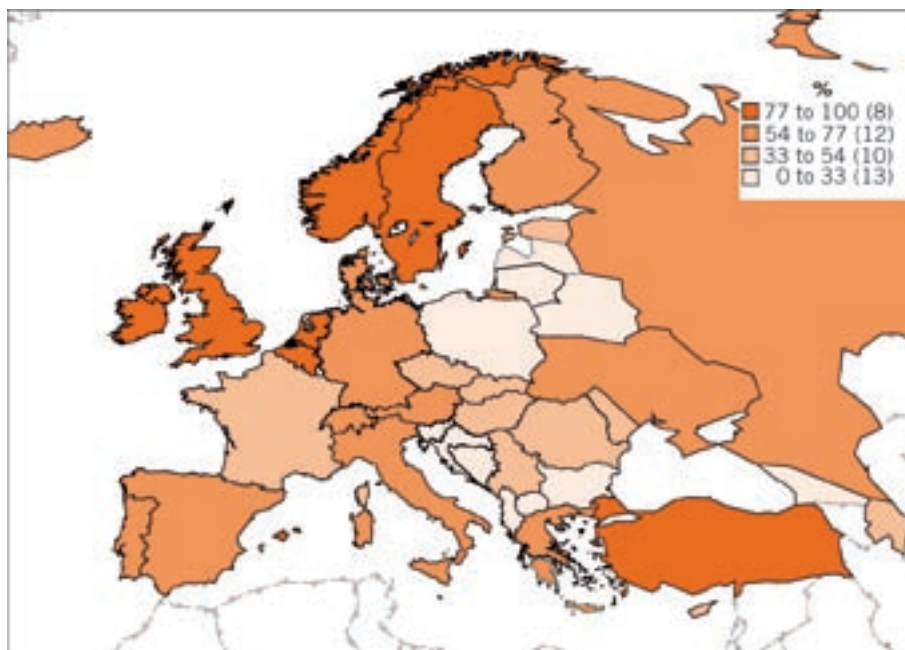 %
77 to 100 (8)
54 to 77 (12)
33 to 54 (10)
0 to 33 (13)